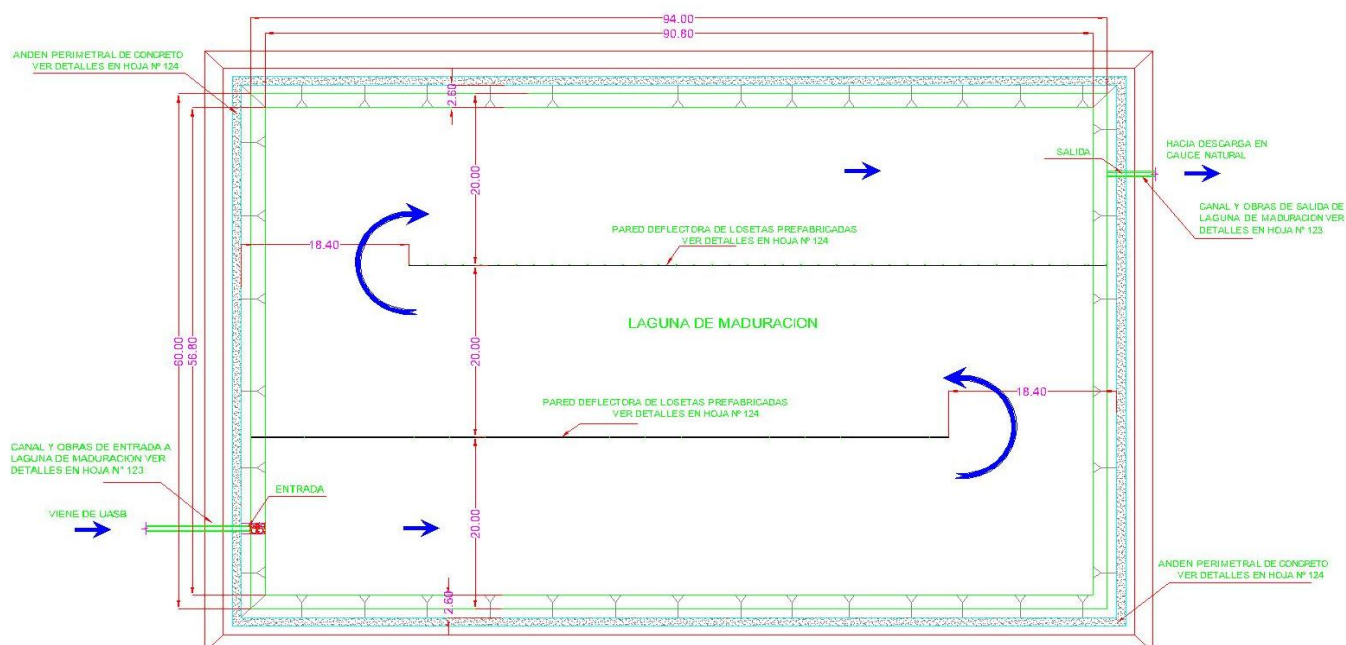 94.00
90.80
ANDEN PERIMETRAL DE CONCRETO
VER DETALLES EN HOJA Nº 124
2.60
20.00
SALIDA
HACIA DESCARGA EN
CAUCE NATURAL
CANAL Y OBRAS DE SALIDA DE
LAGUNA DE MADURACION VER
DETALLES EN HOJA Nº 123
PARED DEFLECTORA DE LOSETAS PREFABRICADAS
VER DETALLES EN HOJA Nº 124
18.40
LAGUNA DE MADURACION
60.00
56.80
20.00
18.40
PARED DEFLECTORA DE LOSETAS PREFABRICADAS
VER DETALLES EN HOJA Nº 124
CANAL Y OBRAS DE ENTRADA A
LAGUNA DE MADURACION VER
DETALLES EN HOJA Nº 123
ENTRADA
VIENE DE UASB
20.00
2.60
ANDEN PERIMETRAL DE CONCRETO
VER DETALLES EN HOJA Nº 124